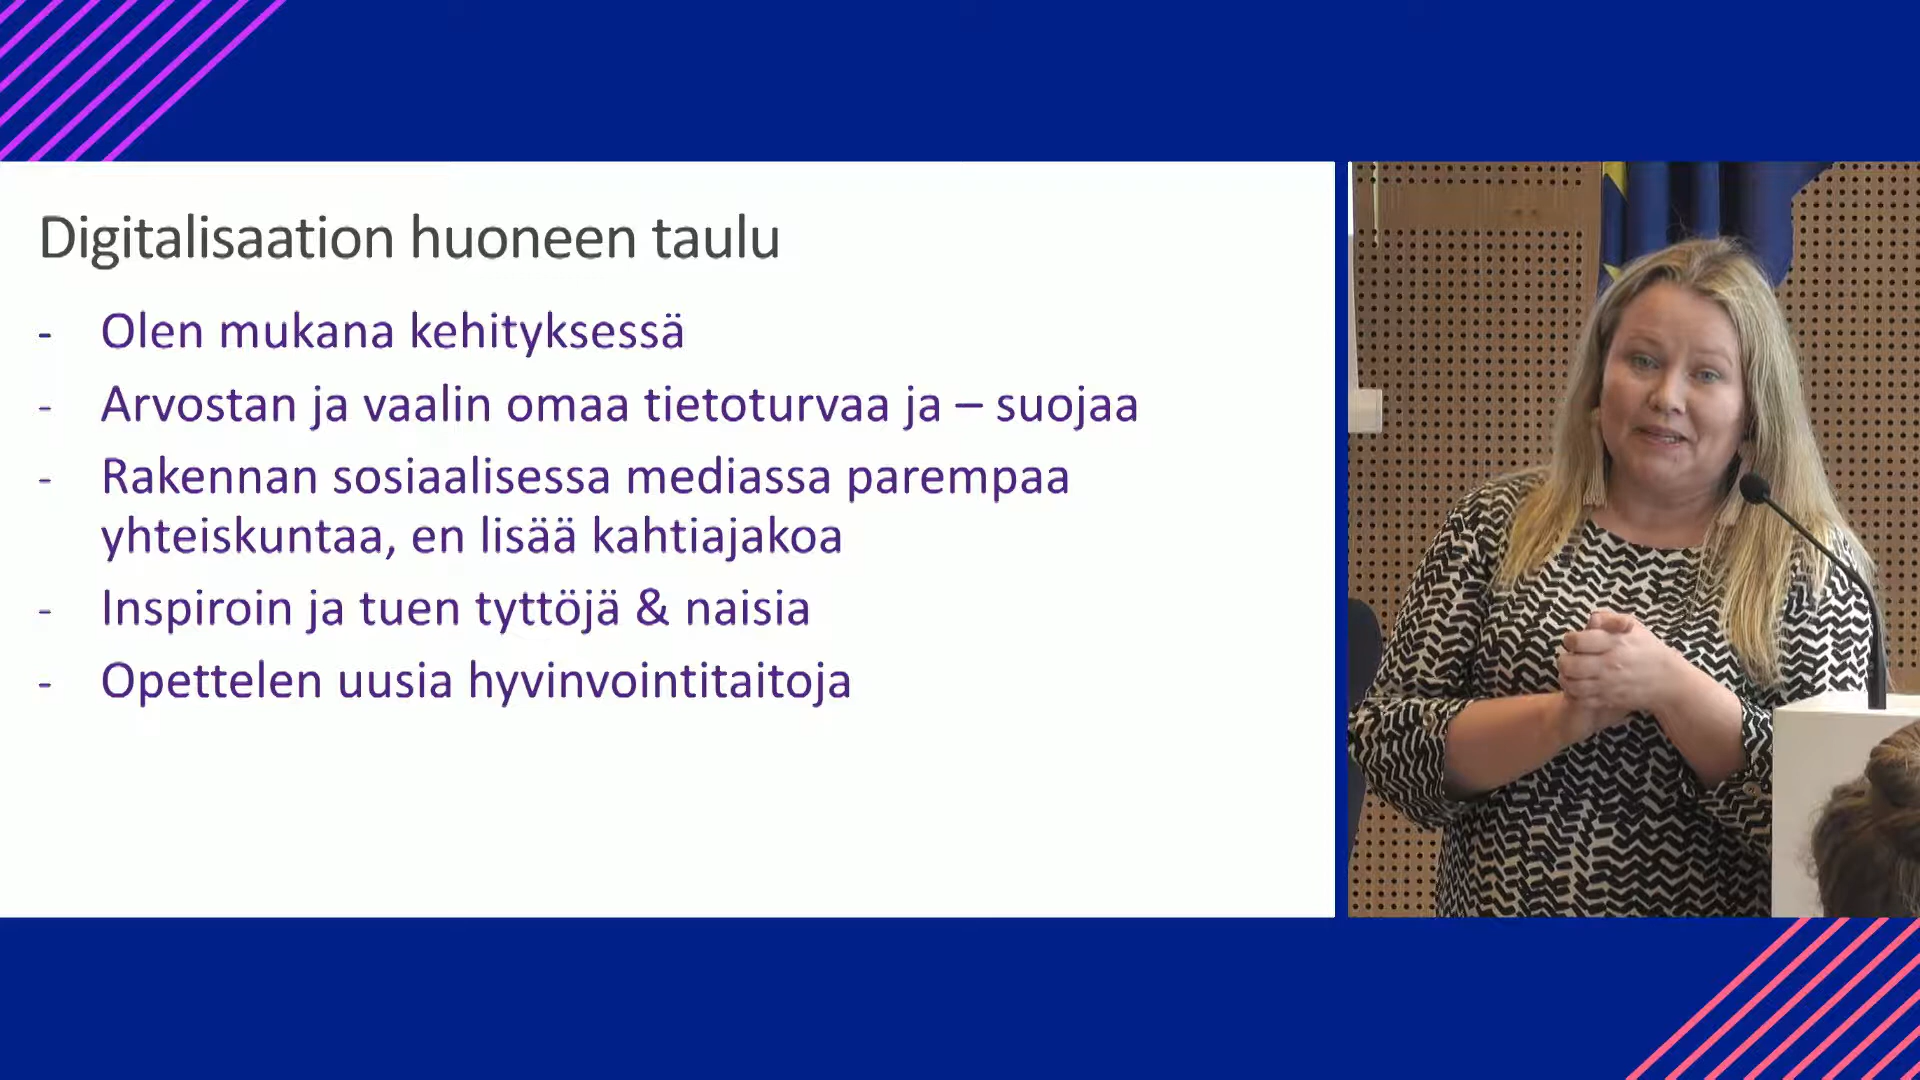 Digitalisaation huoneen taulu
- Olen mukana kehityksessä
- Arvostan ja vaalin omaa tietoturvaa ja – suojaa
- Rakennan sosiaalisessa mediassa parempaa
yhteiskuntaa, en lisää kahtiajakoa
- Inspiroin ja tuen tyttöjä & naisia
- Opettelen uusia hyvinvointitaitoja